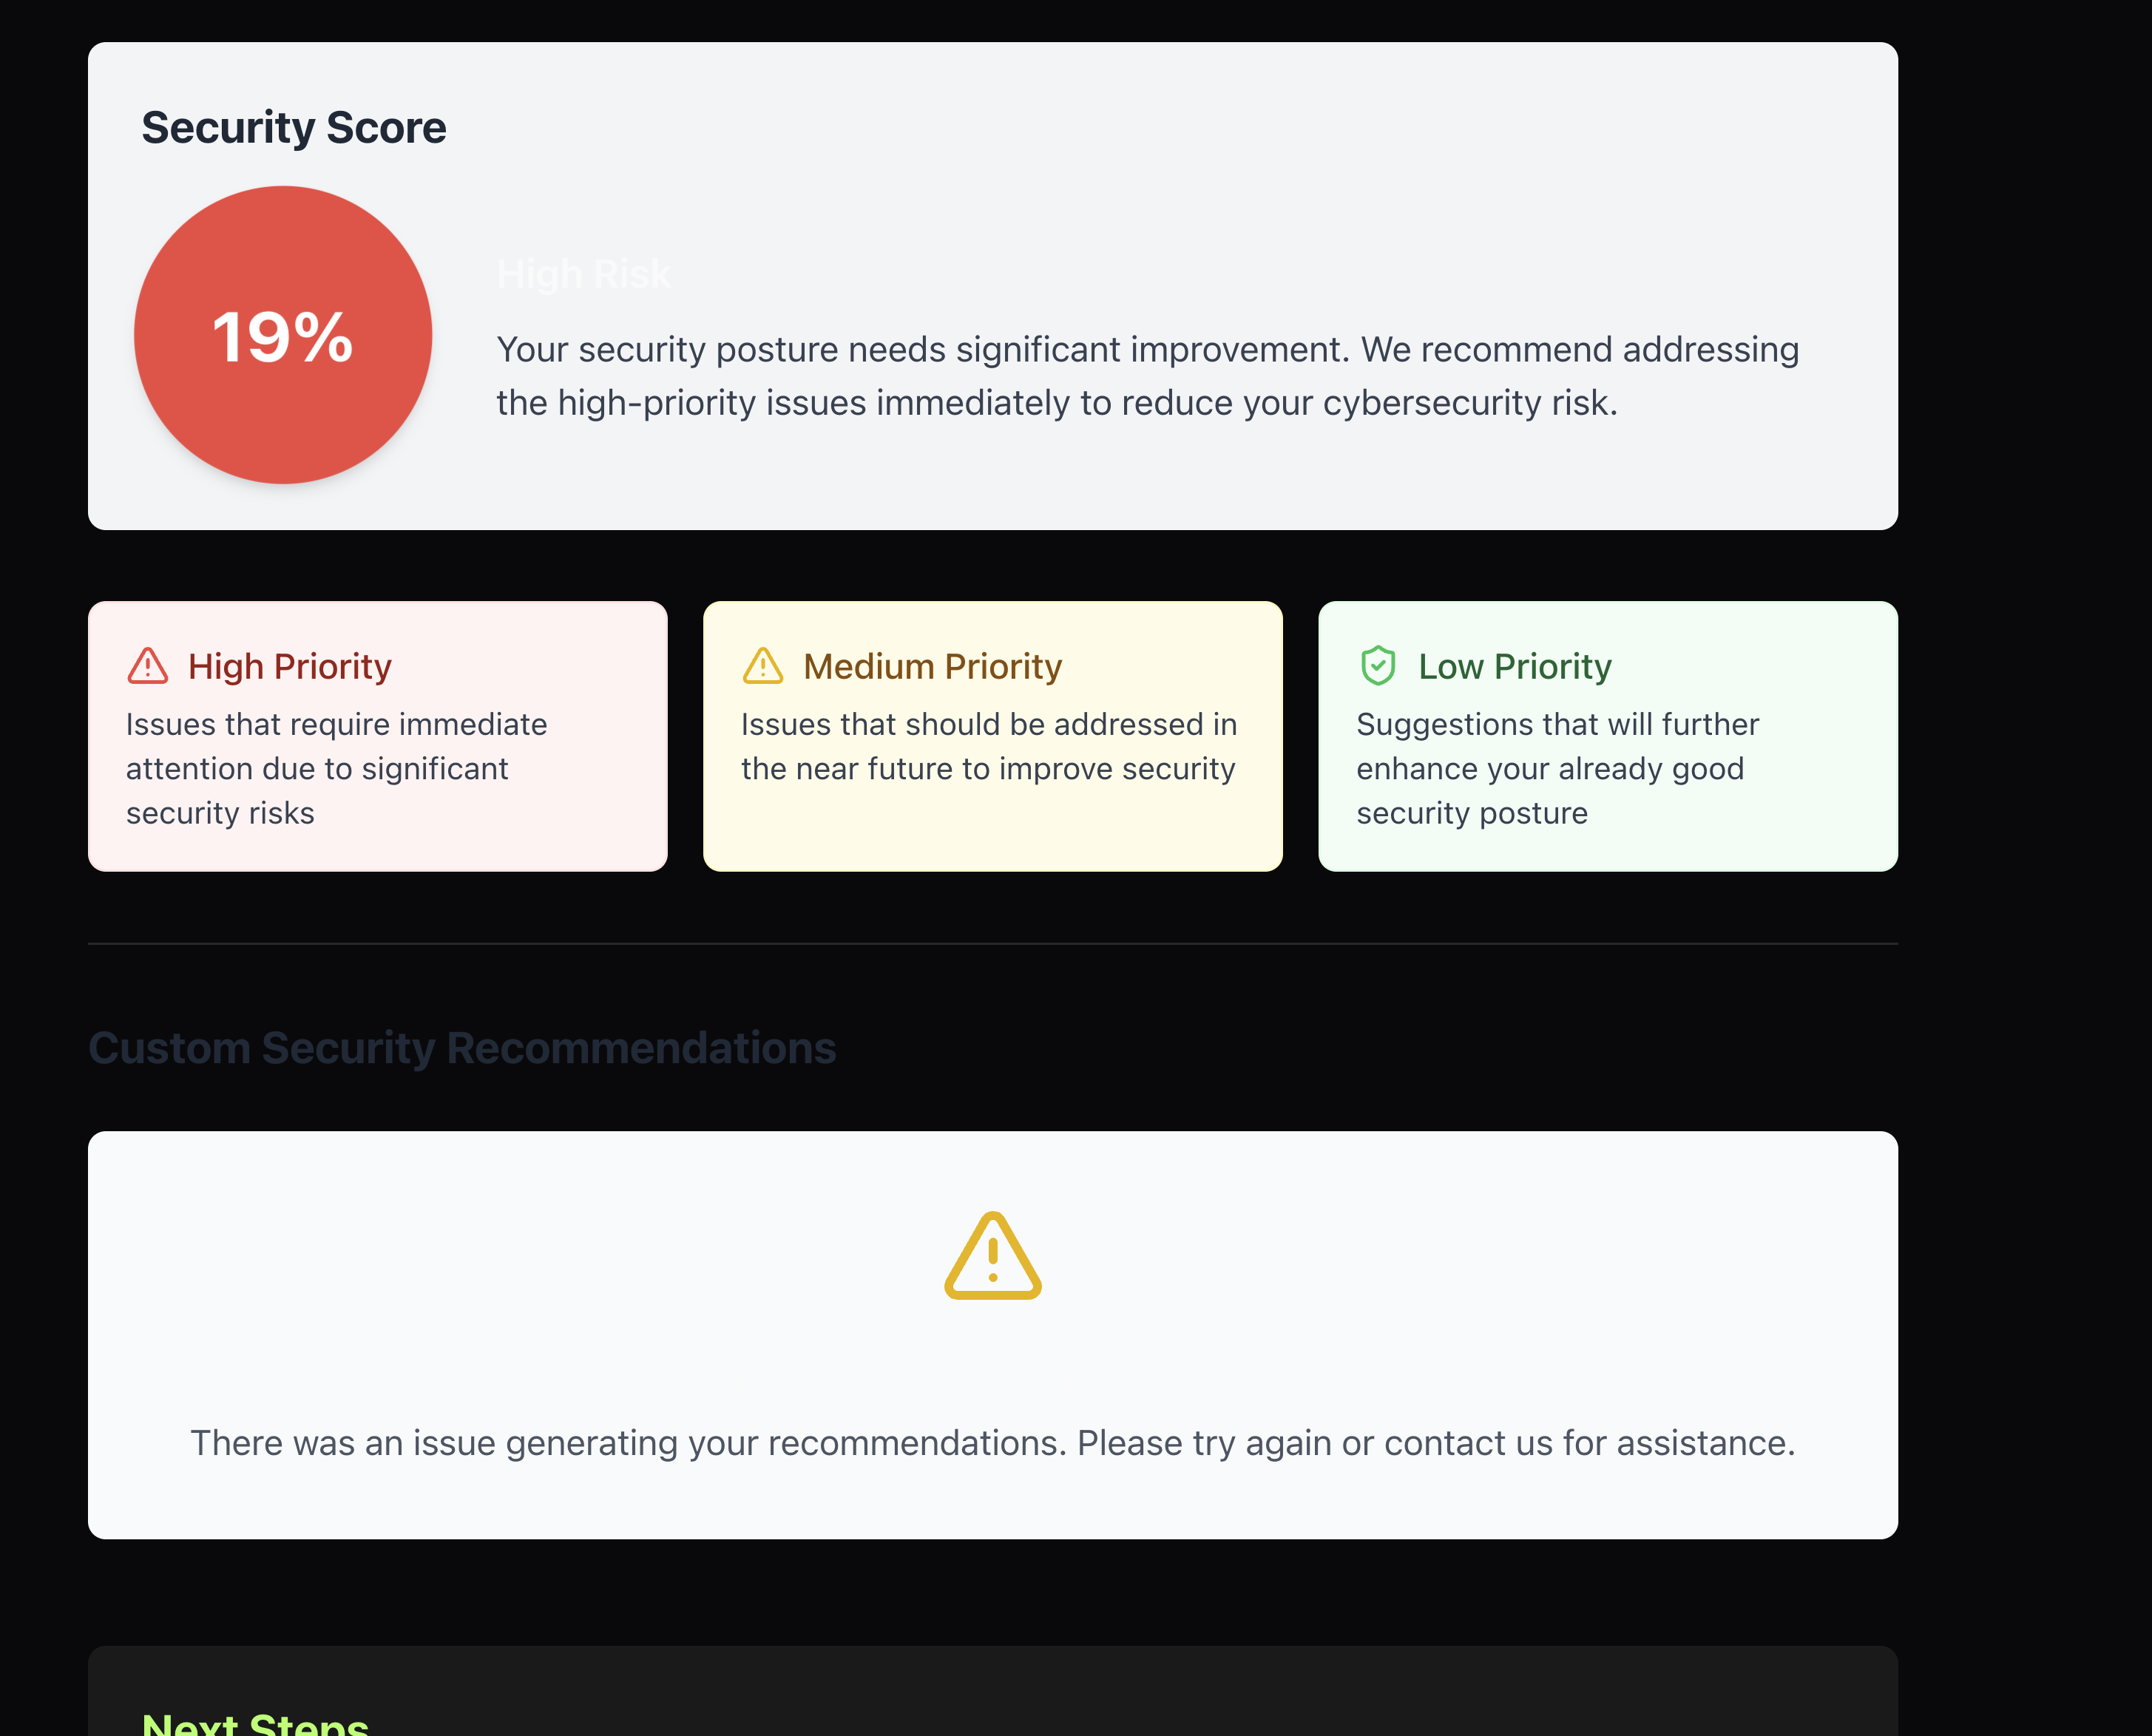 Security Score
19%
High Risk
Your security posture needs significant improvement. We recommend addressing
the high-priority issues immediately to reduce your cybersecurity risk.
High Priority
Issues that require immediate
attention due to significant
security risks
Medium Priority
Issues that should be addressed in
the near future to improve security
Low Priority
Suggestions that will further
enhance your already good
security posture
Custom Security Recommendations
There was an issue generating your recommendations. Please try again or contact us for assistance.
Next Steps